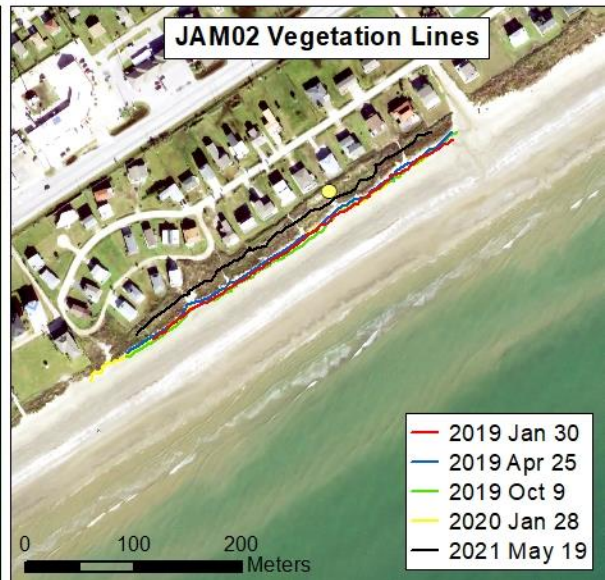 JAM02 Vegetation Lines
2019 Jan 30
2019 Apr 25
2019 Oct 9
2020 Jan 28
2021 May 19
0 100 200
Meters